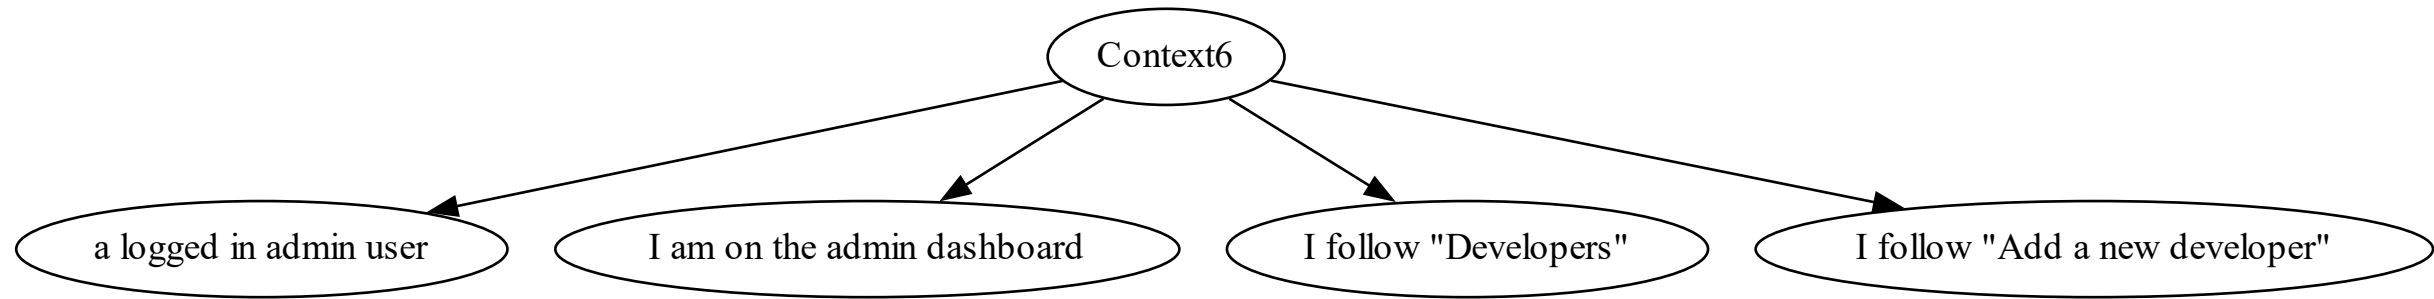 Context6
a logged in admin user
I am on the admin dashboard
I follow "Developers"
I follow "Add a new developer"